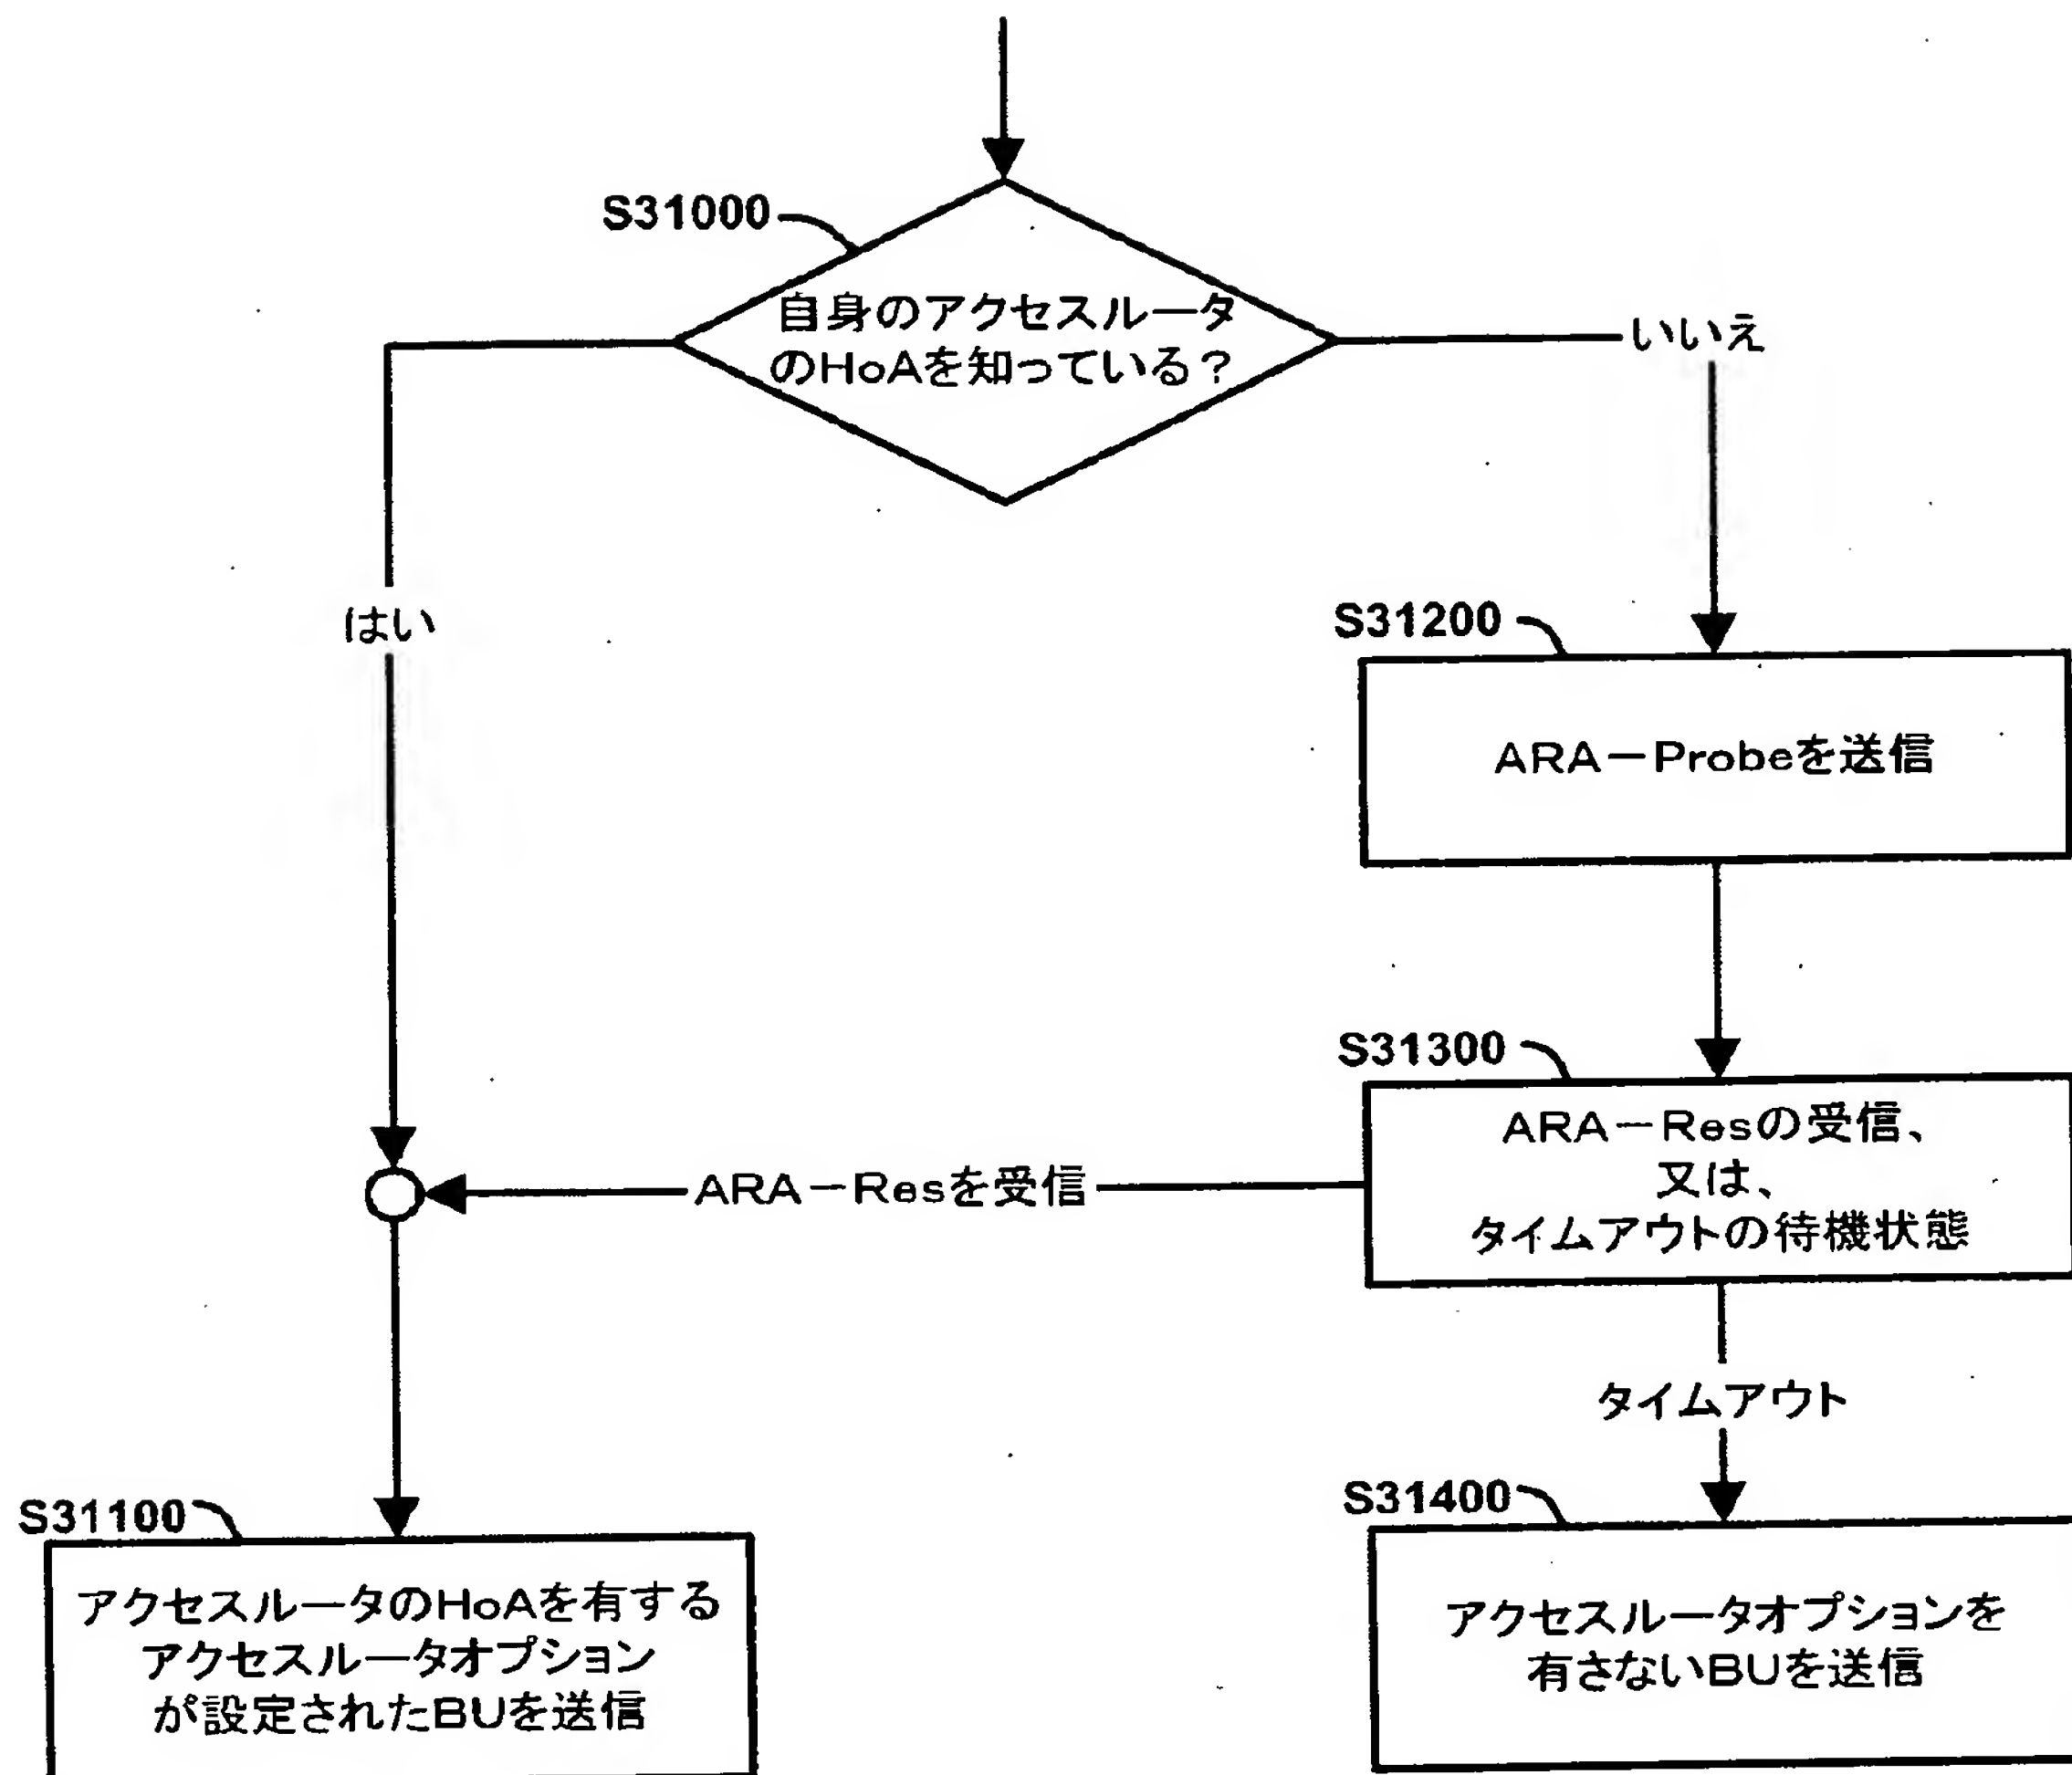 S31000
自身のアクセスルータ
のHoAを知っている？
いいえ
はい
S31200
ARA－Probeを送信
S31300
ARA－Resの受信、
又は、
タイムアウトの待機状態
ARA－Resを受信
タイムアウト
S31100
アクセスルータのHoAを有する
アクセスルータオプション
が設定されたBUを送信
S31400
アクセスルータオプションを
有さないBUを送信